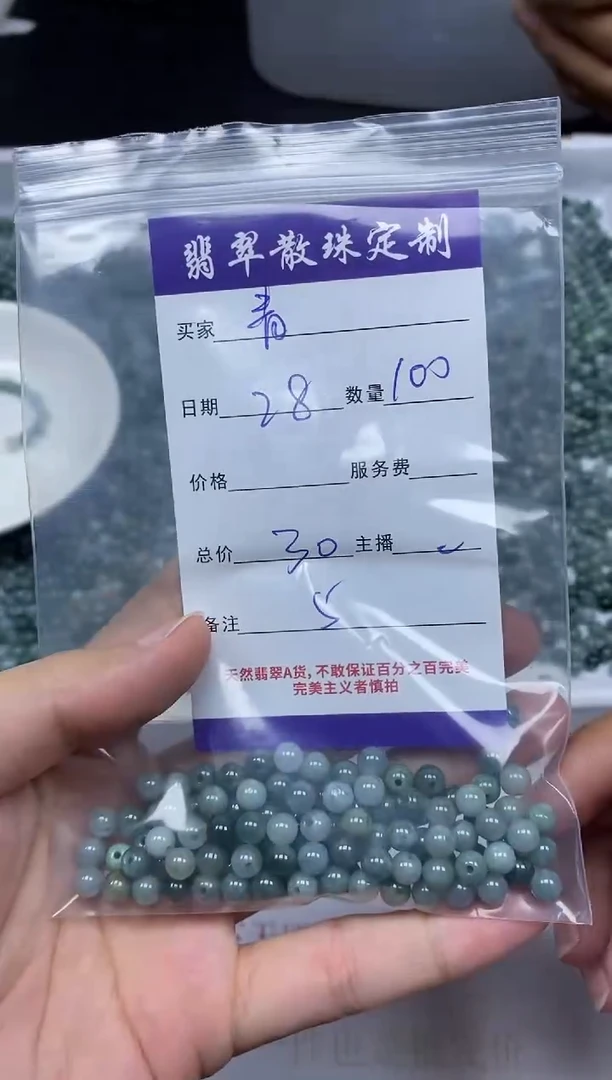 翡翠散珠定制
买家 青
日期 28 数量 100
价格 服务费
总价 30 主播
备注 5
天然翡翠A货,不敢保证百分之百完美
完美主义者慎拍